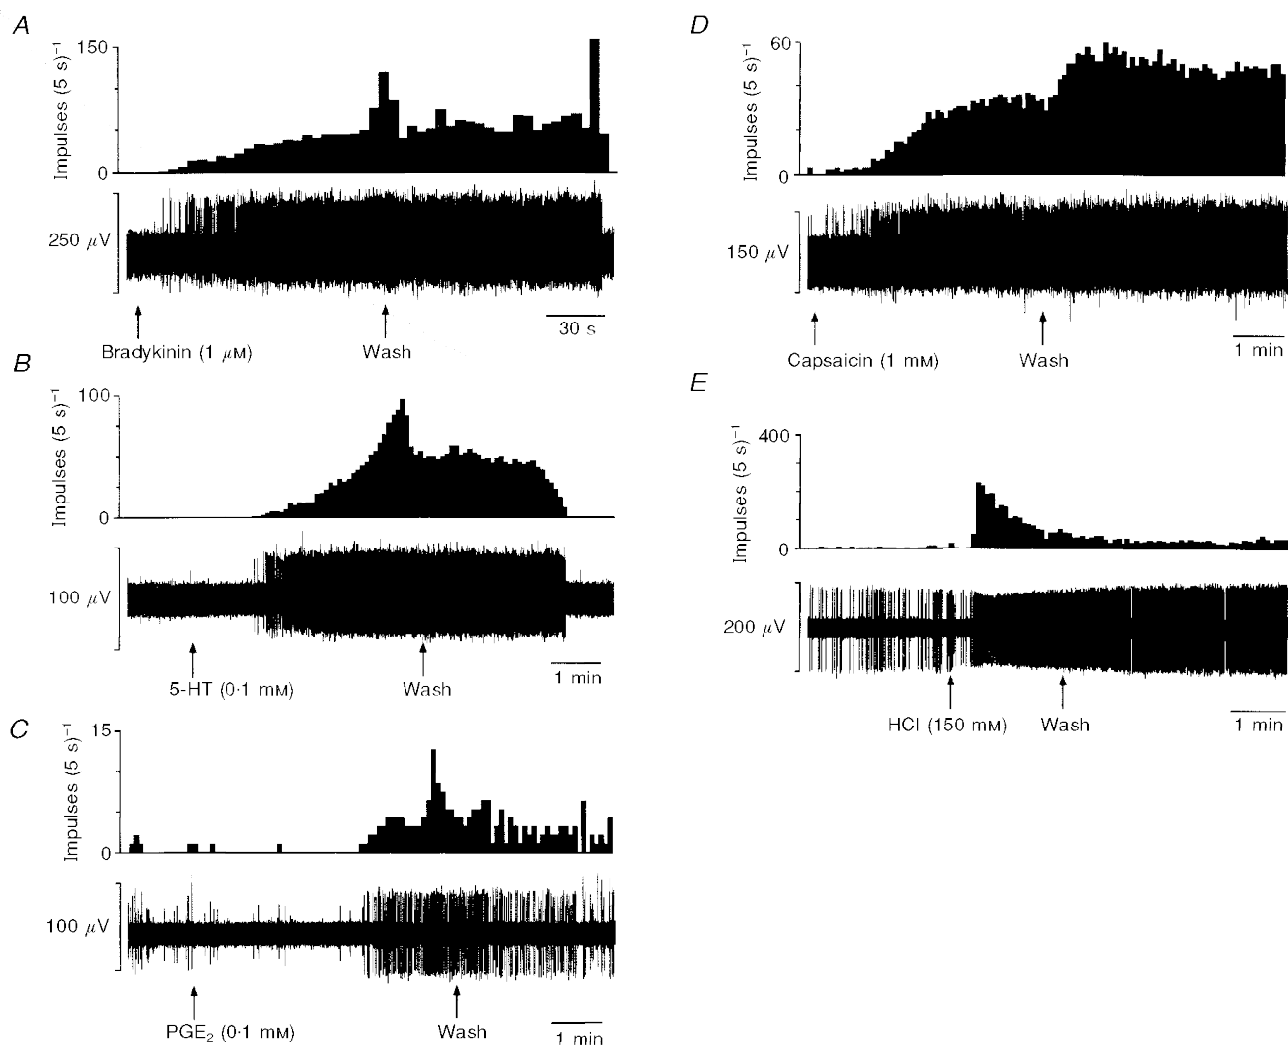 A
Impulses (5 s)⁻¹
150
0
250 μV
30 s
Bradykinin (1 μM)
Wash
B
Impulses (5 s)⁻¹
100
0
100 μV
1 min
5-HT (0·1 mM)
Wash
C
Impulses (5 s)⁻¹
15
0
100 μV
PGE₂ (0·1 mM)
Wash
1 min
D
Impulses (5 s)⁻¹
60
0
150 μV
1 min
Capsaicin (1 mM)
Wash
E
Impulses (5 s)⁻¹
400
0
200 μV
HCl (150 mM)
Wash
1 min